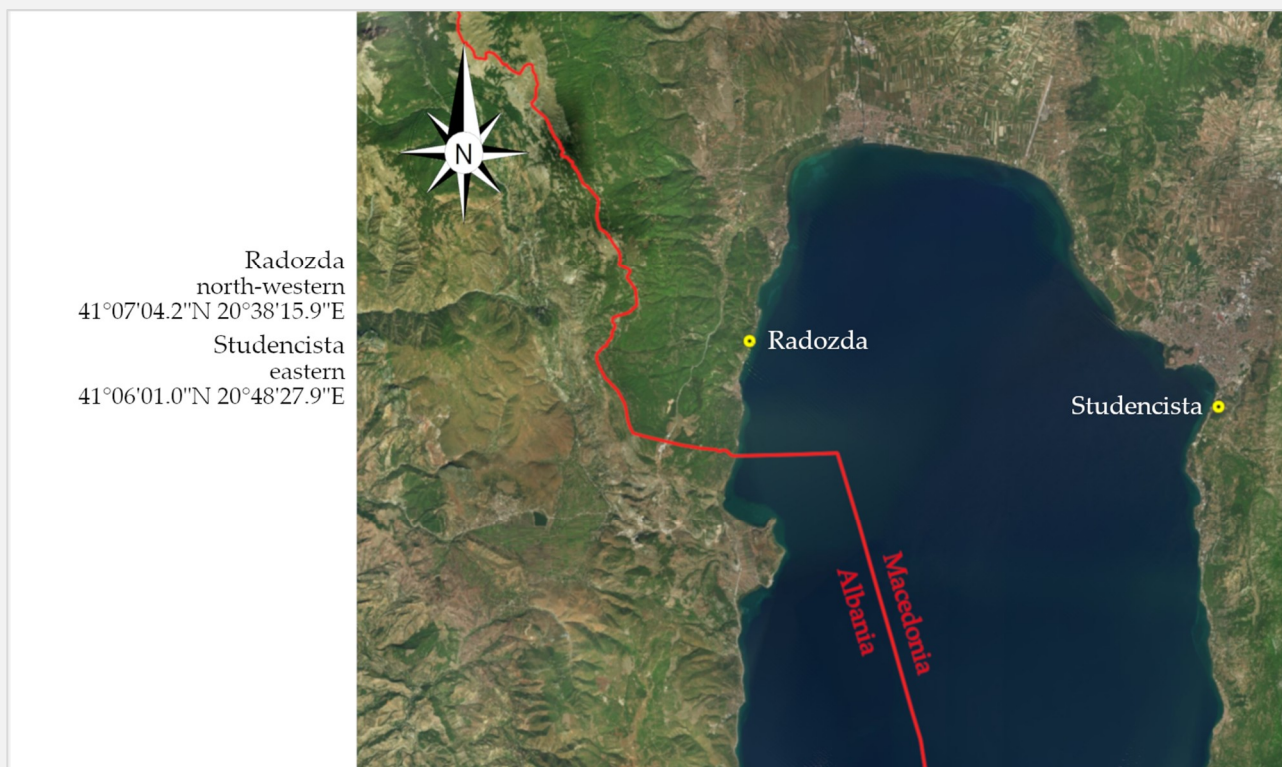 Radozda
north-western
41°07'04.2"N 20°38'15.9"E
Studencista
eastern
41°06'01.0"N 20°48'27.9"E
N
Radozda
Studencista
Macedonia
Albania